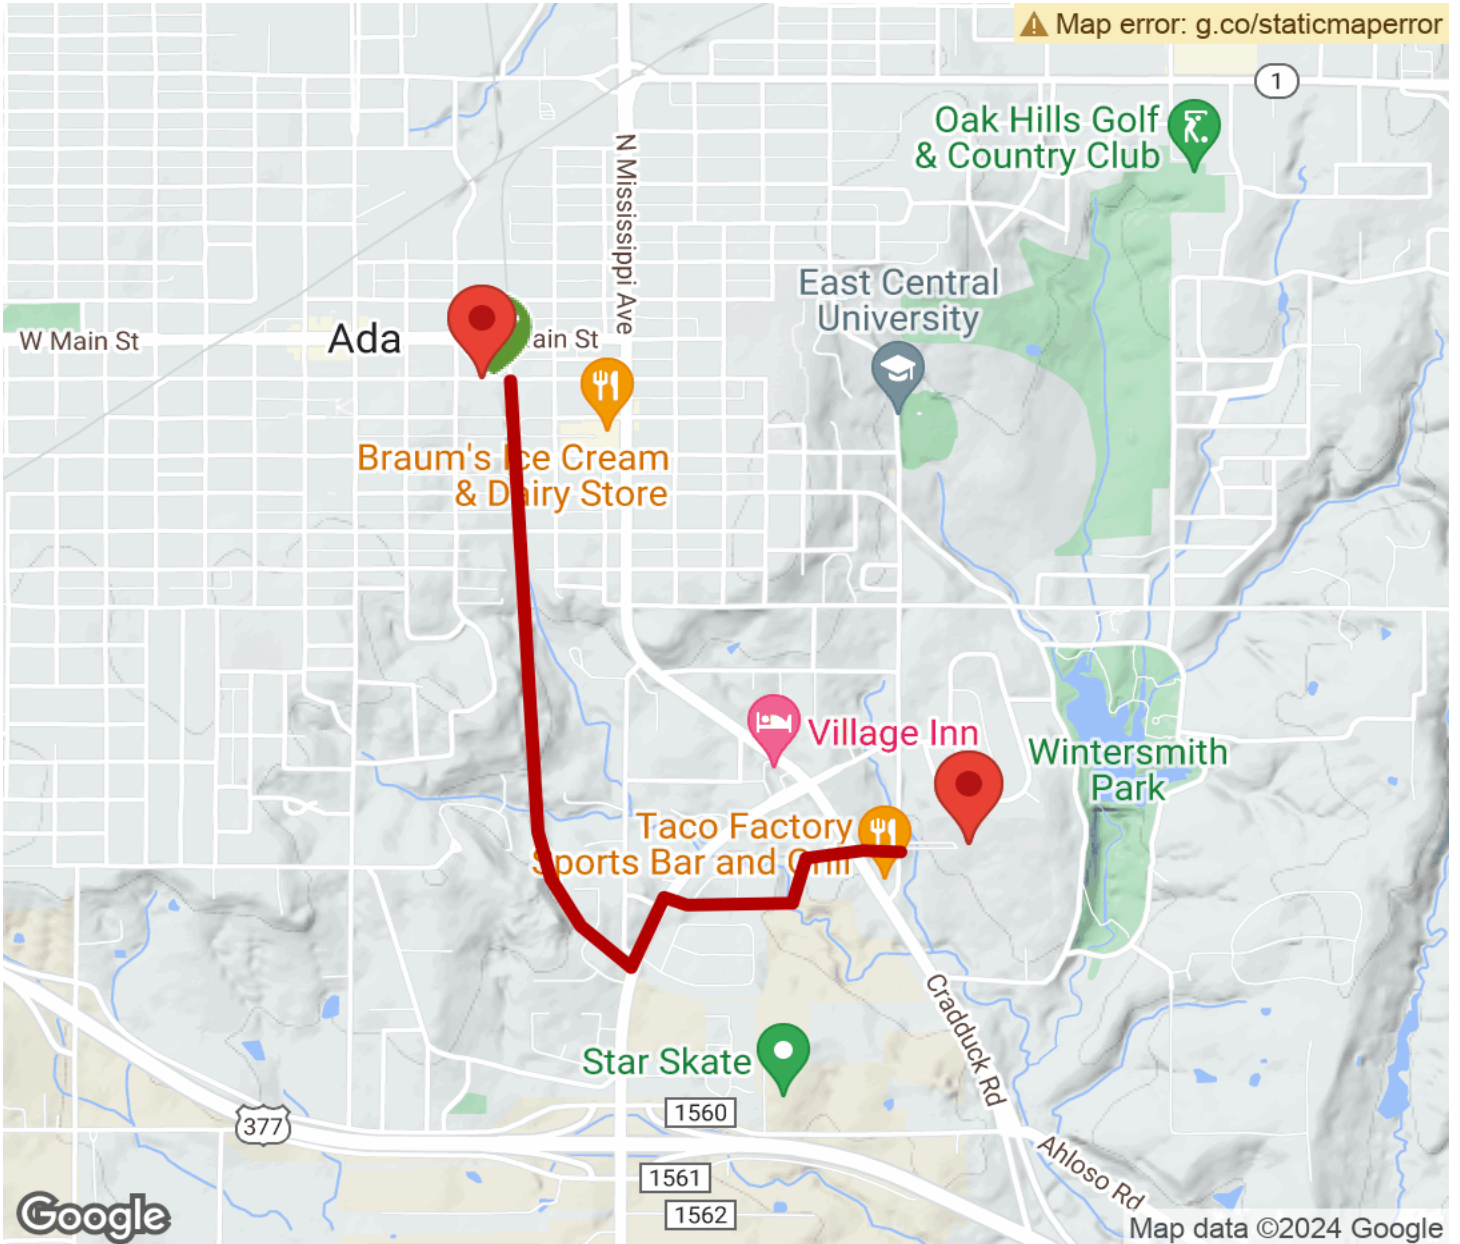 Map error: g.co/staticmaperror
1
Oak Hills Golf
& Country Club
N Mississippi Ave
East Central
University
W Main St
Ada
ain St
Braum's Ice Cream
& Dairy Store
Village Inn
Wintersmith
Park
Taco Factory
Sports Bar and Grill
Cradduck Rd
Star Skate
1560
377
Ahloso Rd
1561
1562
Google
Map data ©2024 Google